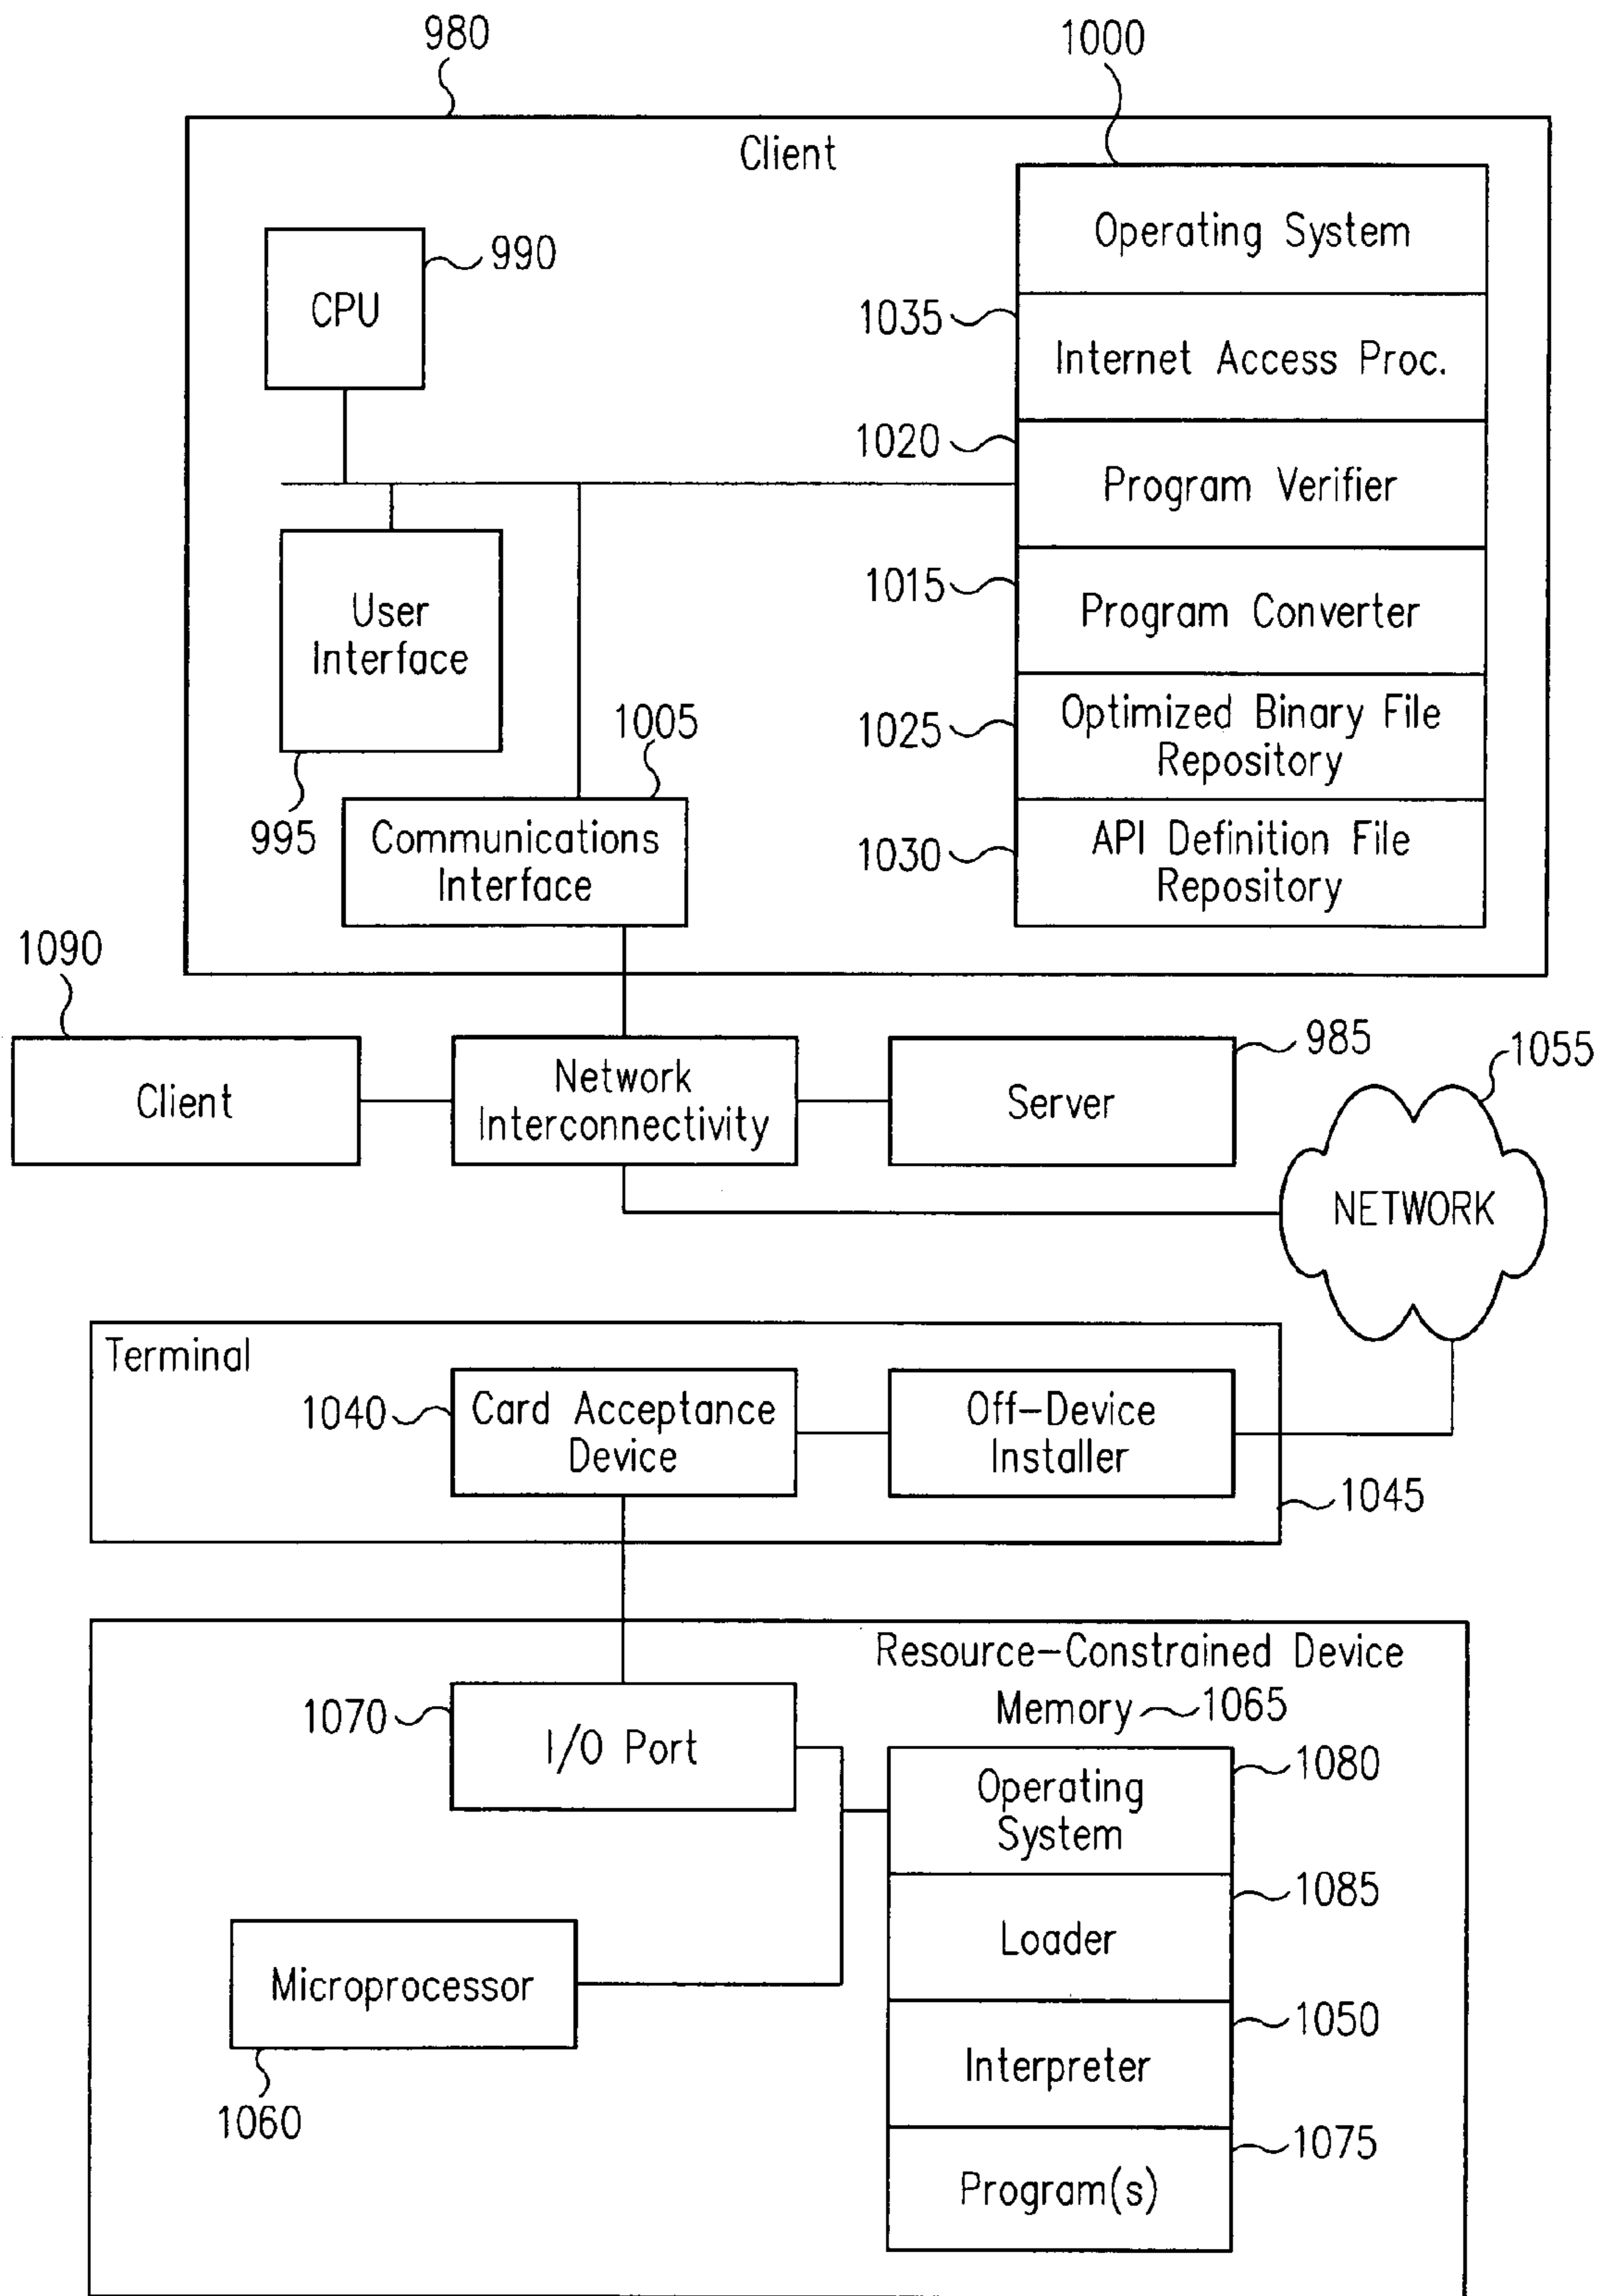 980
1000
Client
Operating System
990
CPU
1035
Internet Access Proc.
1020
Program Verifier
1015
Program Converter
User
Interface
1025
Optimized Binary File
Repository
1005
995
Communications
Interface
1030
API Definition File
Repository
1090
Client
Network
Interconnectivity
Server
985
1055
NETWORK
Terminal
1040
Card Acceptance
Device
Off-Device
Installer
1045
Resource-Constrained Device
Memory 1065
1070
I/O Port
Operating
System
1080
Loader
1085
Microprocessor
1060
Interpreter
1050
Program(s)
1075